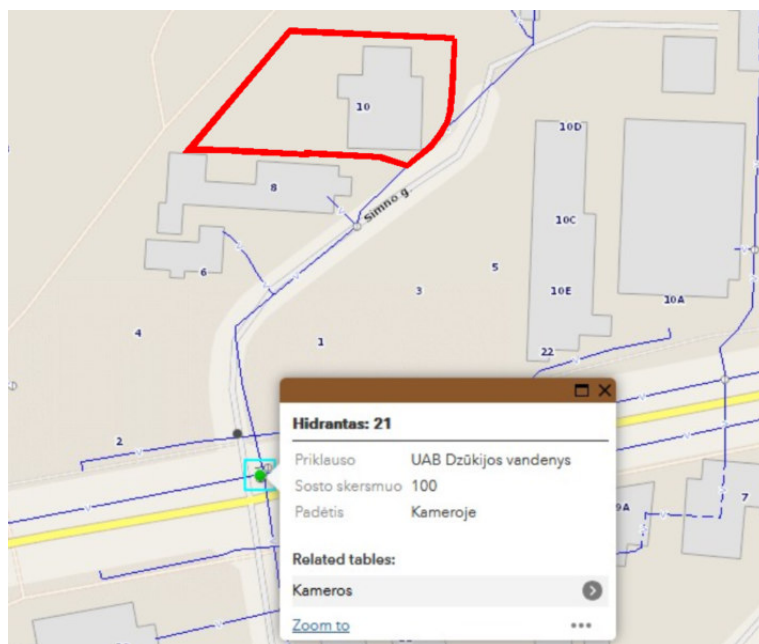 10
10D
8
Simno g.
10C
6
5
3
10E
10A
4
1
22
2
Hidrantas: 21
Priklauso UAB Dzūkijos vandenys
Sosto skersmuo 100
Padėtis Kameroje
9A
7
Related tables:
Kameros
Zoom to